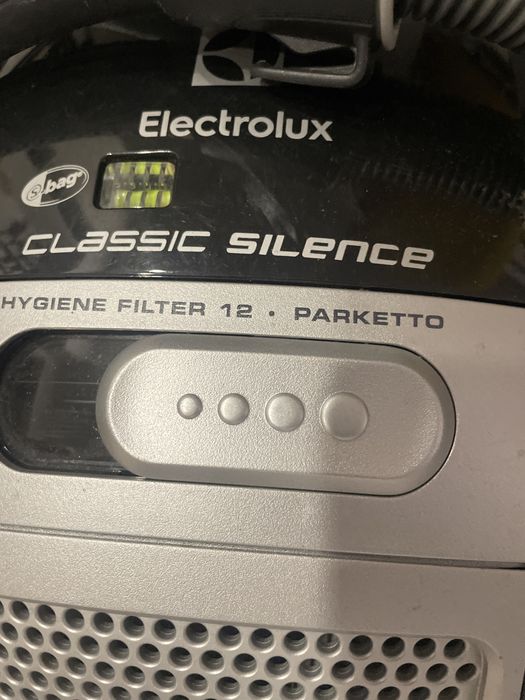 Electrolux
s-bag®
CLASSIC SILENCE
HYGIENE FILTER 12 · PARKETTO